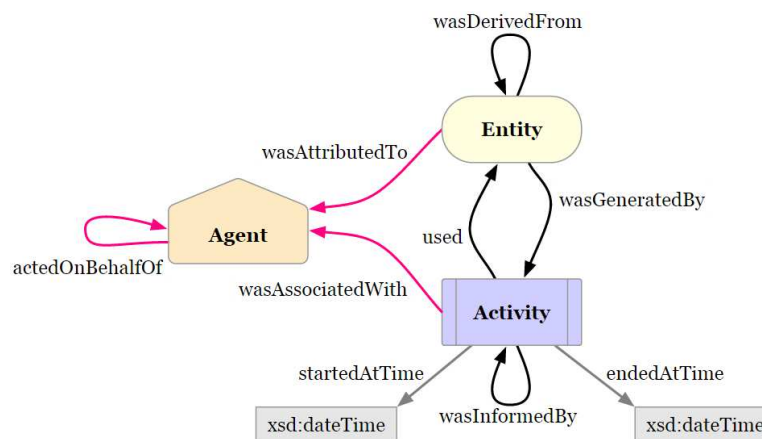 wasDerivedFrom
Entity
wasAttributedTo
wasGeneratedBy
Agent
used
actedOnBehalfOf
wasAssociatedWith
Activity
startedAtTime
endedAtTime
wasInformedBy
xsd:dateTime
xsd:dateTime